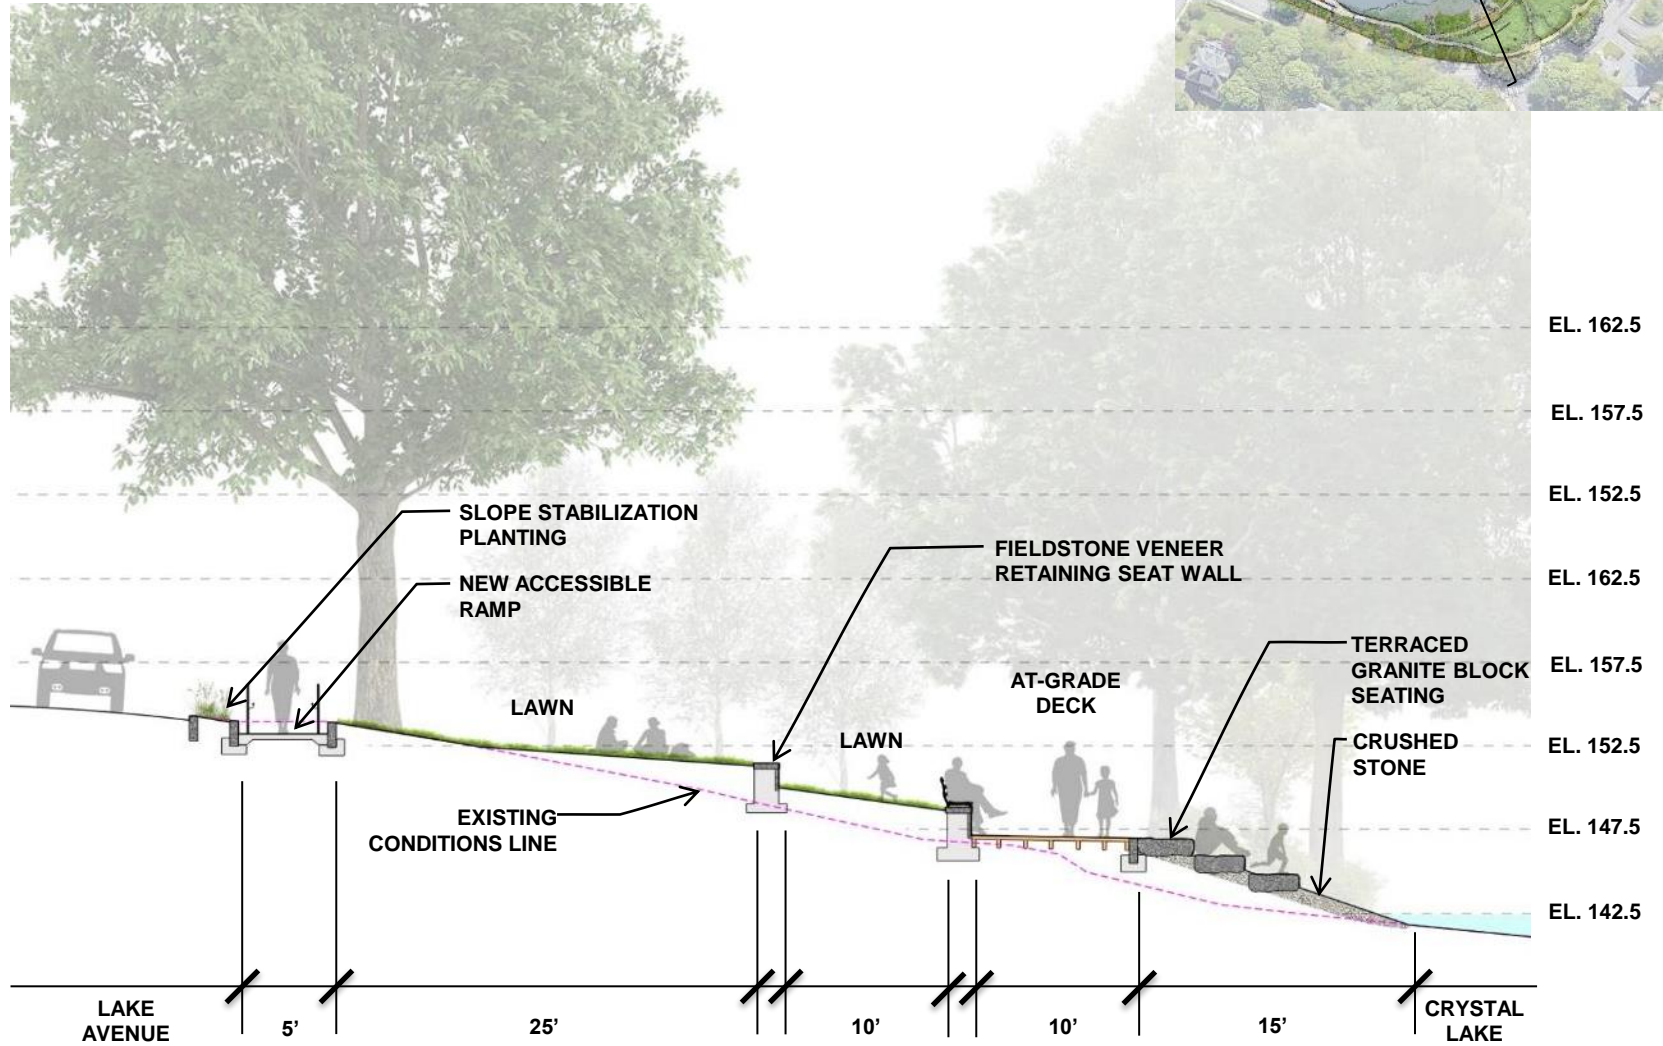 EL. 162.5
EL. 157.5
EL. 152.5
SLOPE STABILIZATION
PLANTING
FIELDSTONE VENEER
RETAINING SEAT WALL
EL. 162.5
NEW ACCESSIBLE
RAMP
TERRACED
GRANITE BLOCK
SEATING
EL. 157.5
AT-GRADE
DECK
LAWN
LAWN
CRUSHED
STONE
EL. 152.5
EXISTING
CONDITIONS LINE
EL. 147.5
EL. 142.5
LAKE
AVENUE
5’
25’
10’
10’
15’
CRYSTAL
LAKE